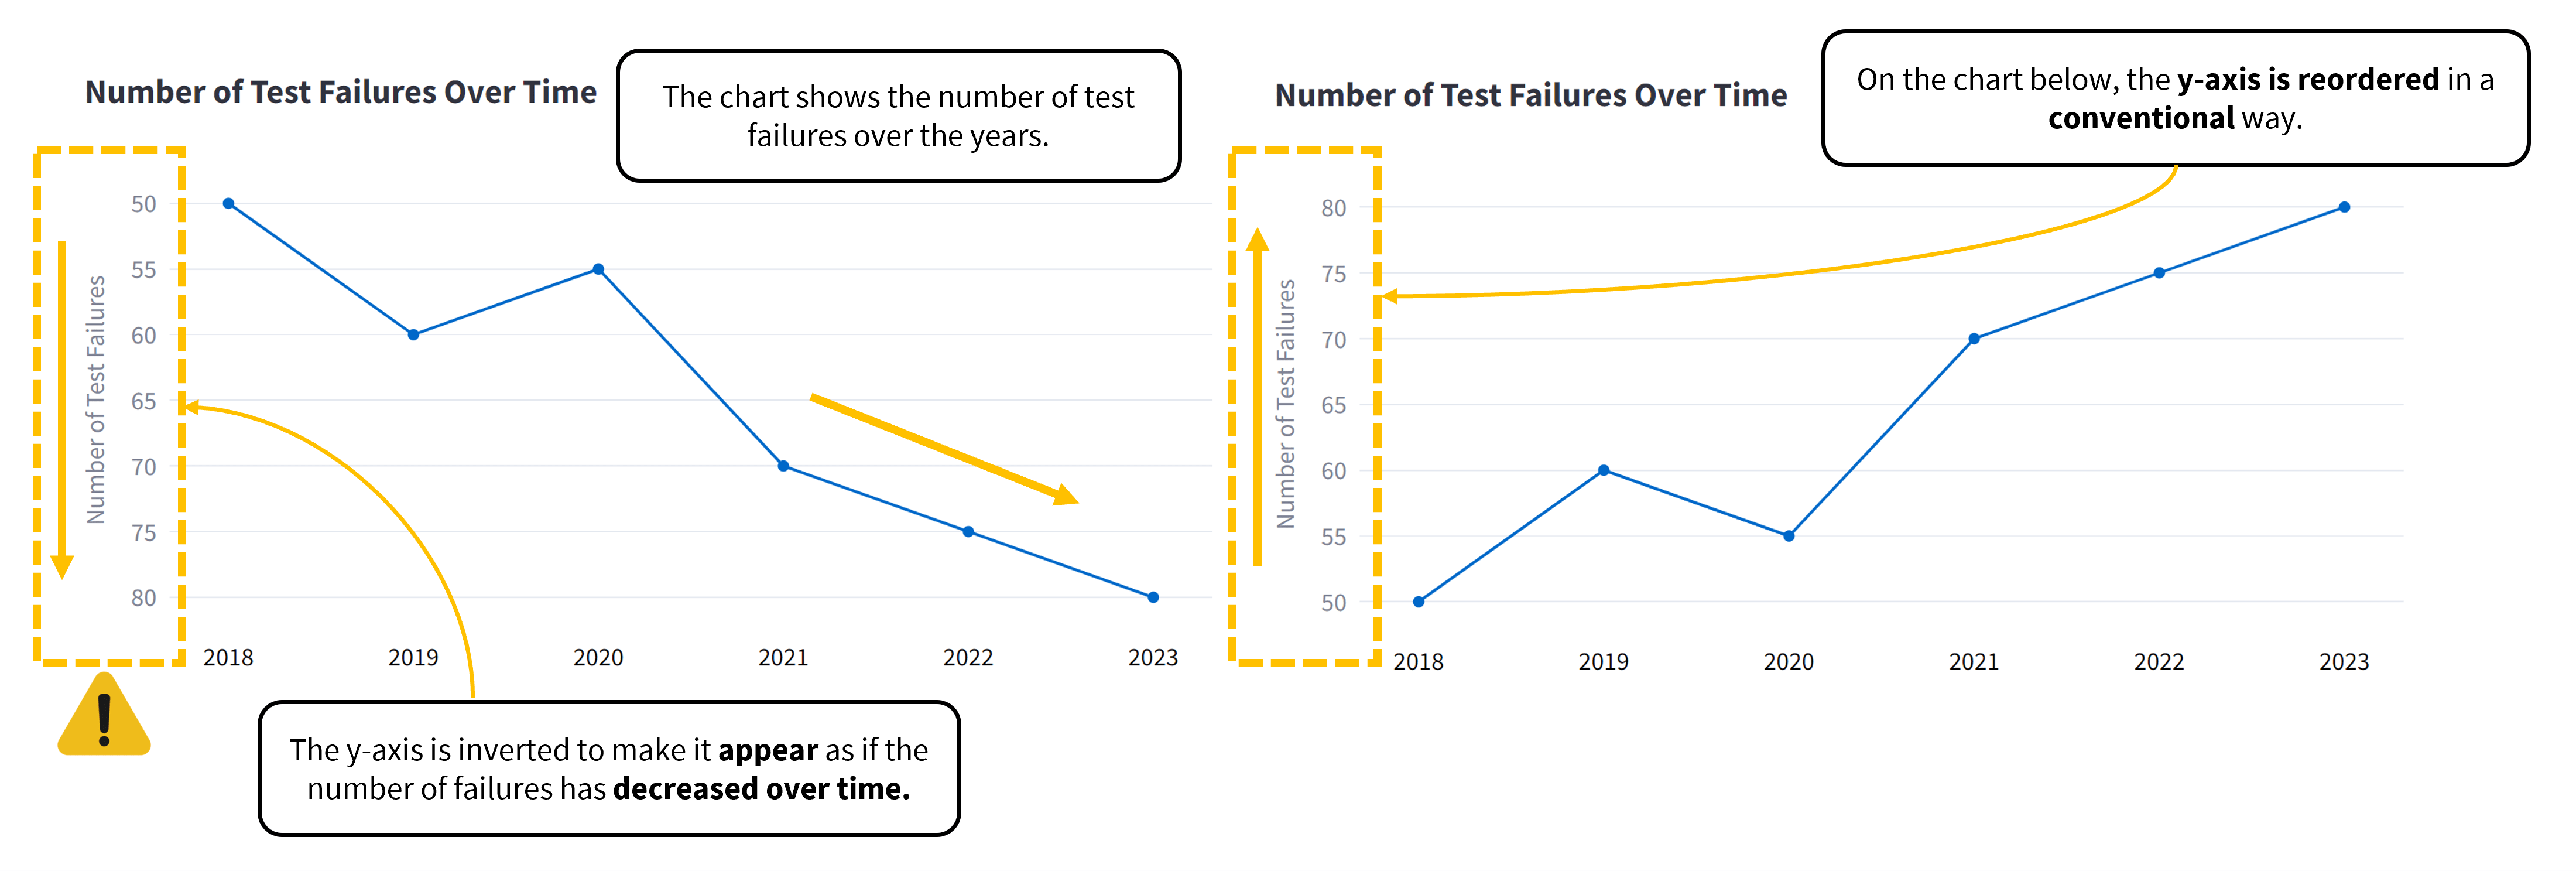 Number of Test Failures Over Time
The chart shows the number of test
failures over the years.
Number of Test Failures
50
55
60
65
70
75
80
2018 2019 2020 2021 2022 2023
The y-axis is inverted to make it appear as if the
number of failures has decreased over time.
Number of Test Failures Over Time
On the chart below, the y-axis is reordered in a
conventional way.
Number of Test Failures
80
75
70
65
60
55
50
2018 2019 2020 2021 2022 2023